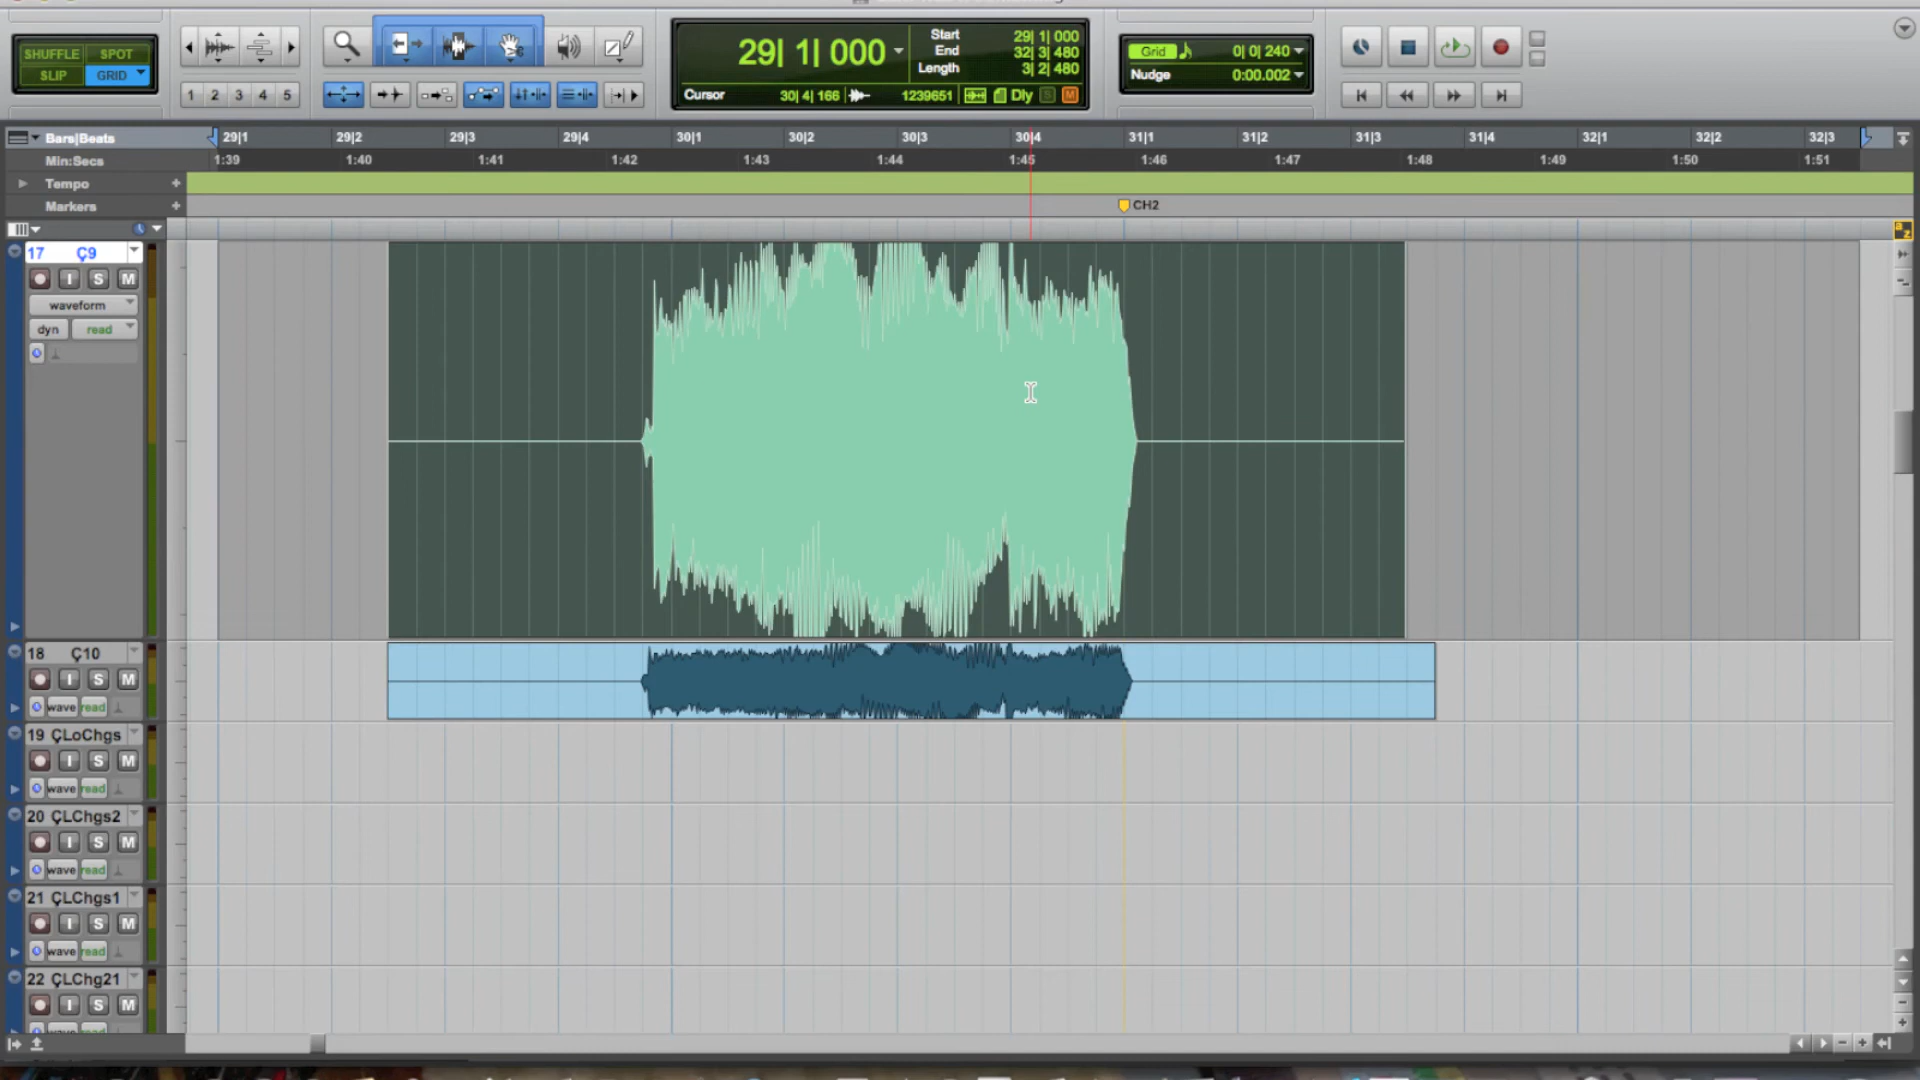 SHUFFLE SPOT
SLIP GRID
1 2 3 4 5
29| 1| 000
Start 29| 1| 000
End 32| 3| 480
Length 3| 2| 480
Cursor 30| 4| 166 1239651 Dly S M
Grid 0| 0| 240
Nudge 0:00.002
Bars|Beats 29|1 29|2 29|3 29|4 30|1 30|2 30|3 30|4 31|1 31|2 31|3 31|4 32|1 32|2 32|3
Min:Secs 1:39 1:40 1:41 1:42 1:43 1:44 1:45 1:46 1:47 1:48 1:49 1:50 1:51
Tempo +
Markers + CH2
a z
17 Ç9
I S M
waveform
dyn read
18 Ç10
I S M
wave read
19 ÇLoChgs
I S M
wave read
20 ÇLChgs2
I S M
wave read
21 ÇLChgs1
I S M
wave read
22 ÇLChg21
I S M
wave read